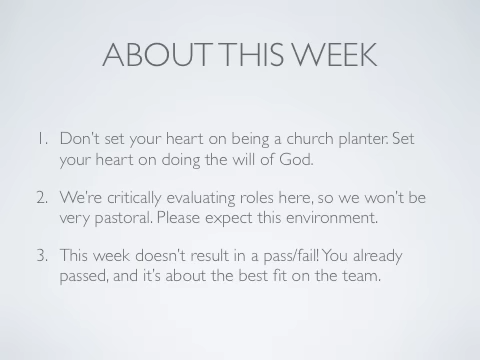 ABOUT THIS WEEK
1. Don't set your heart on being a church planter. Set
your heart on doing the will of God.
2. We're critically evaluating roles here, so we won't be
very pastoral. Please expect this environment.
3. This week doesn't result in a pass/fail! You already
passed, and it's about the best fit on the team.